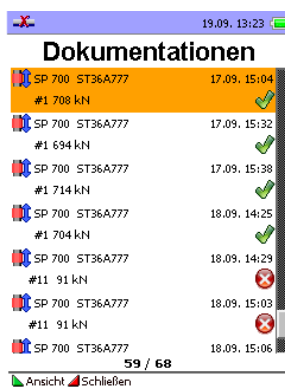 19.09. 13:23
Dokumentationen
SP 700 ST36A777 17.09. 15:04
#1 708 kN
SP 700 ST36A777 17.09. 15:32
#1 694 kN
SP 700 ST36A777 17.09. 15:38
#1 714 kN
SP 700 ST36A777 18.09. 14:25
#1 704 kN
SP 700 ST36A777 18.09. 14:29
#11 91 kN
SP 700 ST36A777 18.09. 15:03
#11 91 kN
SP 700 ST36A777 18.09. 15:06
59 / 68
Ansicht Schließen